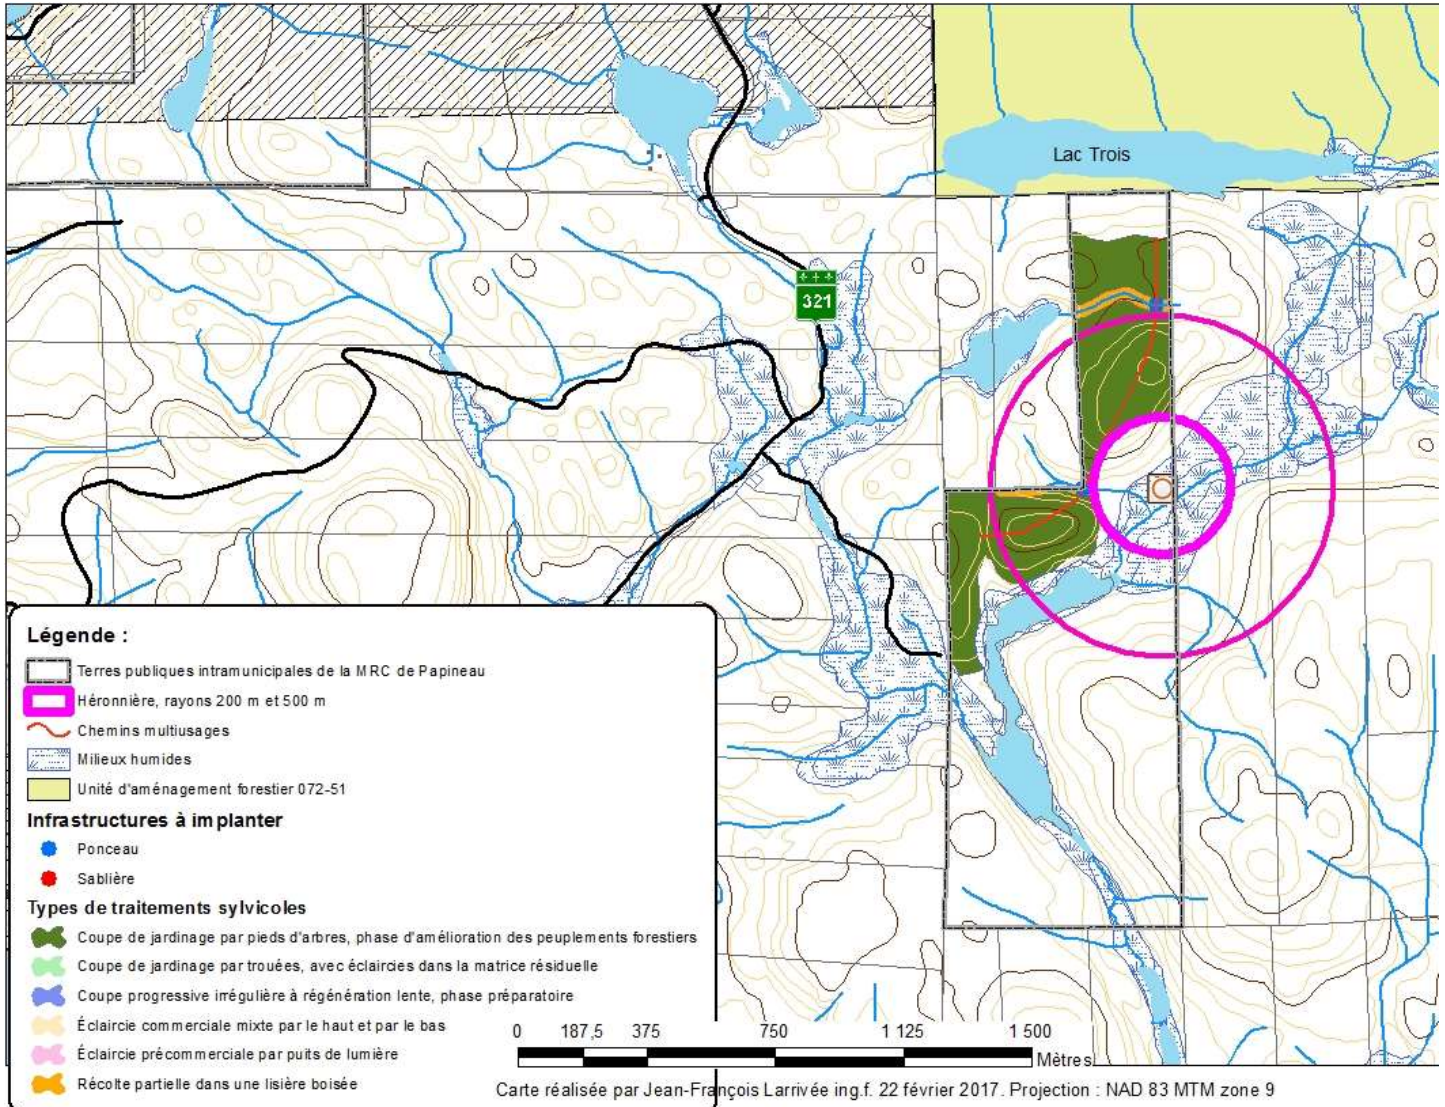 Lac Trois
321
Légende :
Terres publiques intramunicipales de la MRC de Papineau
Héronnière, rayons 200 m et 500 m
Chemins multiusages
Milieux humides
Unité d'aménagement forestier 072-51
Infrastructures à implanter
Ponceau
Sablière
Types de traitements sylvicoles
Coupe de jardinage par pieds d'arbres, phase d'amélioration des peuplements forestiers
Coupe de jardinage par trouées, avec éclaircies dans la matrice résiduelle
Coupe progressive irrégulière à régénération lente, phase préparatoire
Éclaircie commerciale mixte par le haut et par le bas
Éclaircie précommerciale par puits de lumière
Récolte partielle dans une lisière boisée
0 187,5 375 750 1 125 1 500
Mètres
Carte réalisée par Jean-François Larrivée ing.f. 22 février 2017. Projection : NAD 83 MTM zone 9